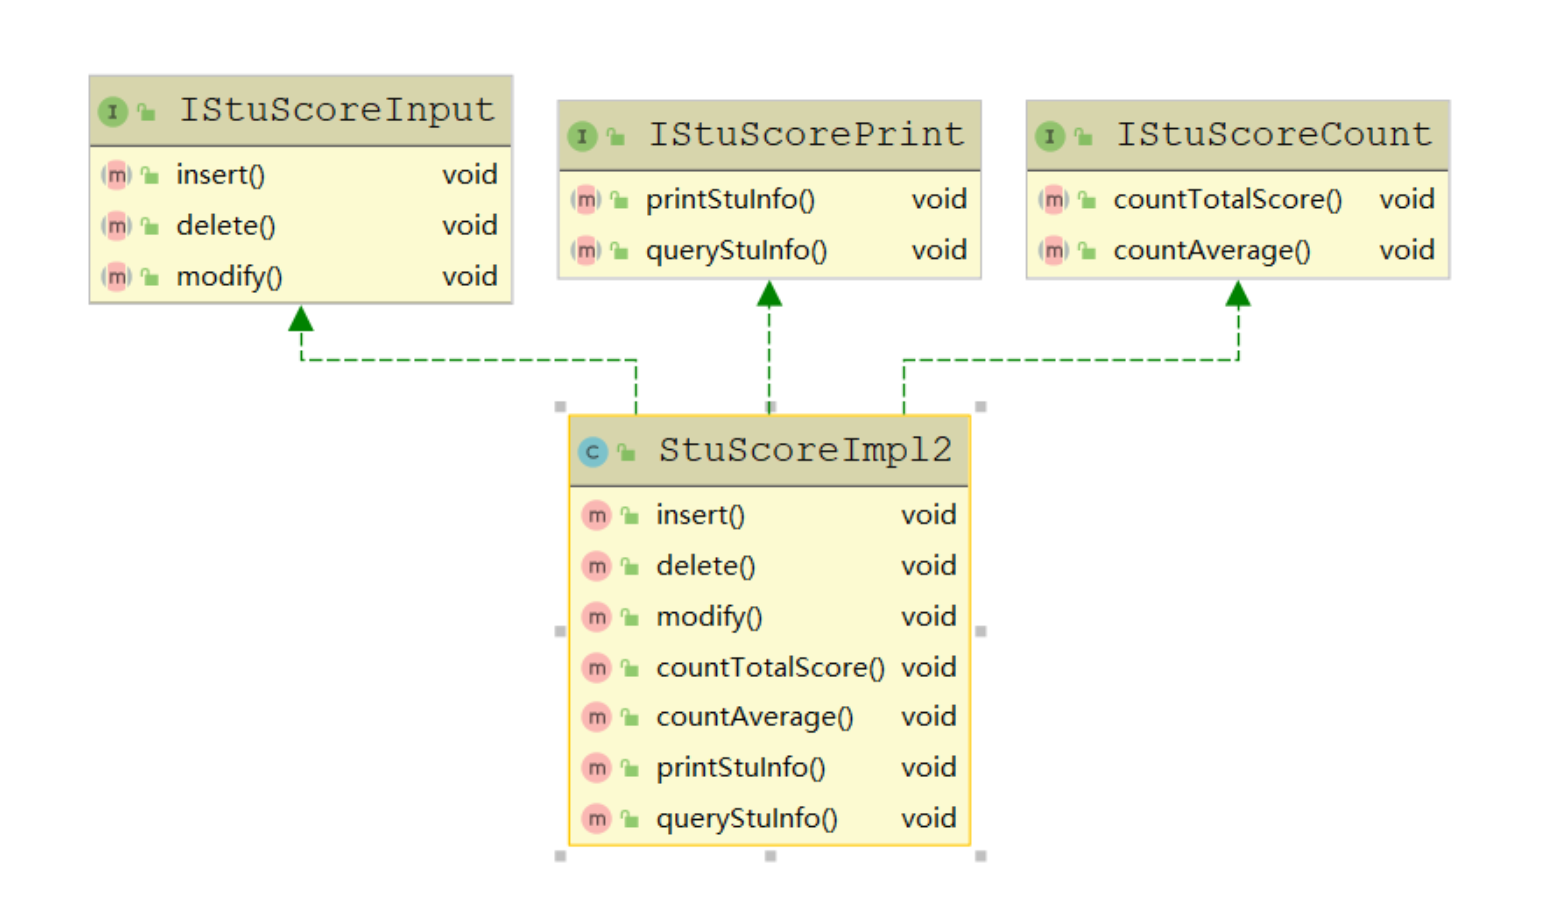 I IStuScoreInput
m insert() void
m delete() void
m modify() void
I IStuScorePrint
m printStuInfo() void
m queryStuInfo() void
I IStuScoreCount
m countTotalScore() void
m countAverage() void
C StuScoreImpl2
m insert() void
m delete() void
m modify() void
m countTotalScore() void
m countAverage() void
m printStuInfo() void
m queryStuInfo() void